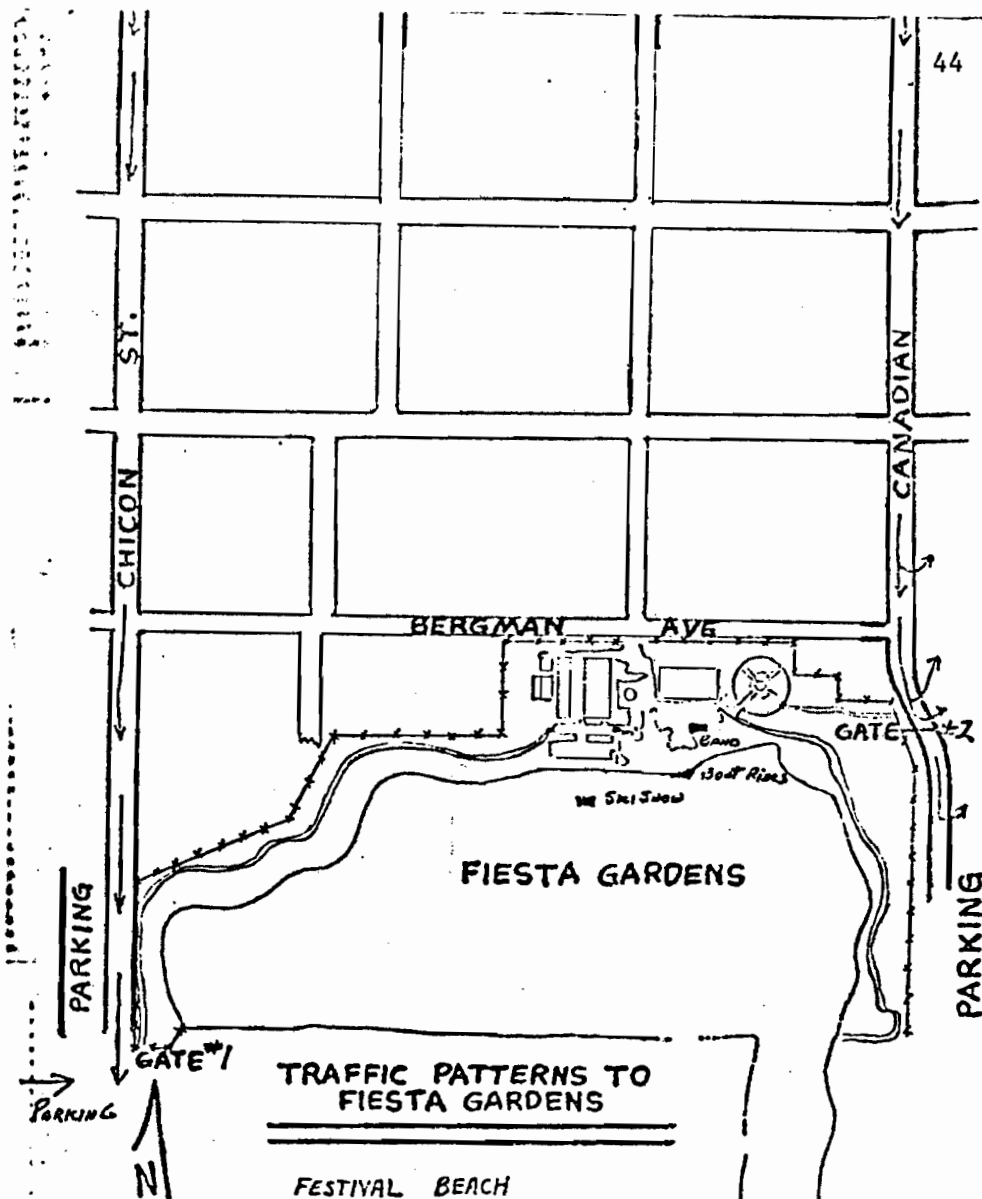 44
ST.
CANADIAN
CHICON
BERGMAN AVE
GATE #2
BAND
Boat Rides
Ski Show
FIESTA GARDENS
PARKING
PARKING
GATE #1
TRAFFIC PATTERNS TO
FIESTA GARDENS
PARKING
N
FESTIVAL BEACH